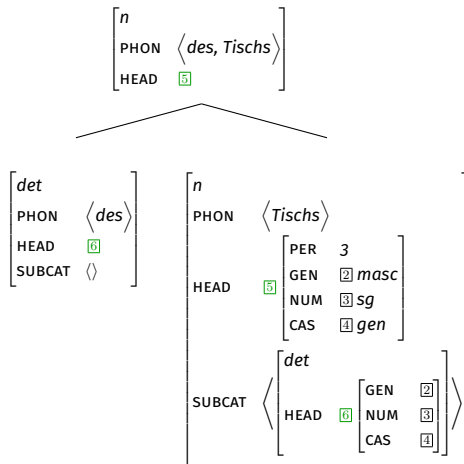 n
PHON ⟨des, Tischs⟩
HEAD 5
det
PHON ⟨des⟩
HEAD 6
SUBCAT ⟨⟩
n
PHON ⟨Tischs⟩
HEAD 5
PER 3
GEN 2 masc
NUM 3 sg
CAS 4 gen
SUBCAT
det
HEAD 6
GEN 2
NUM 3
CAS 4